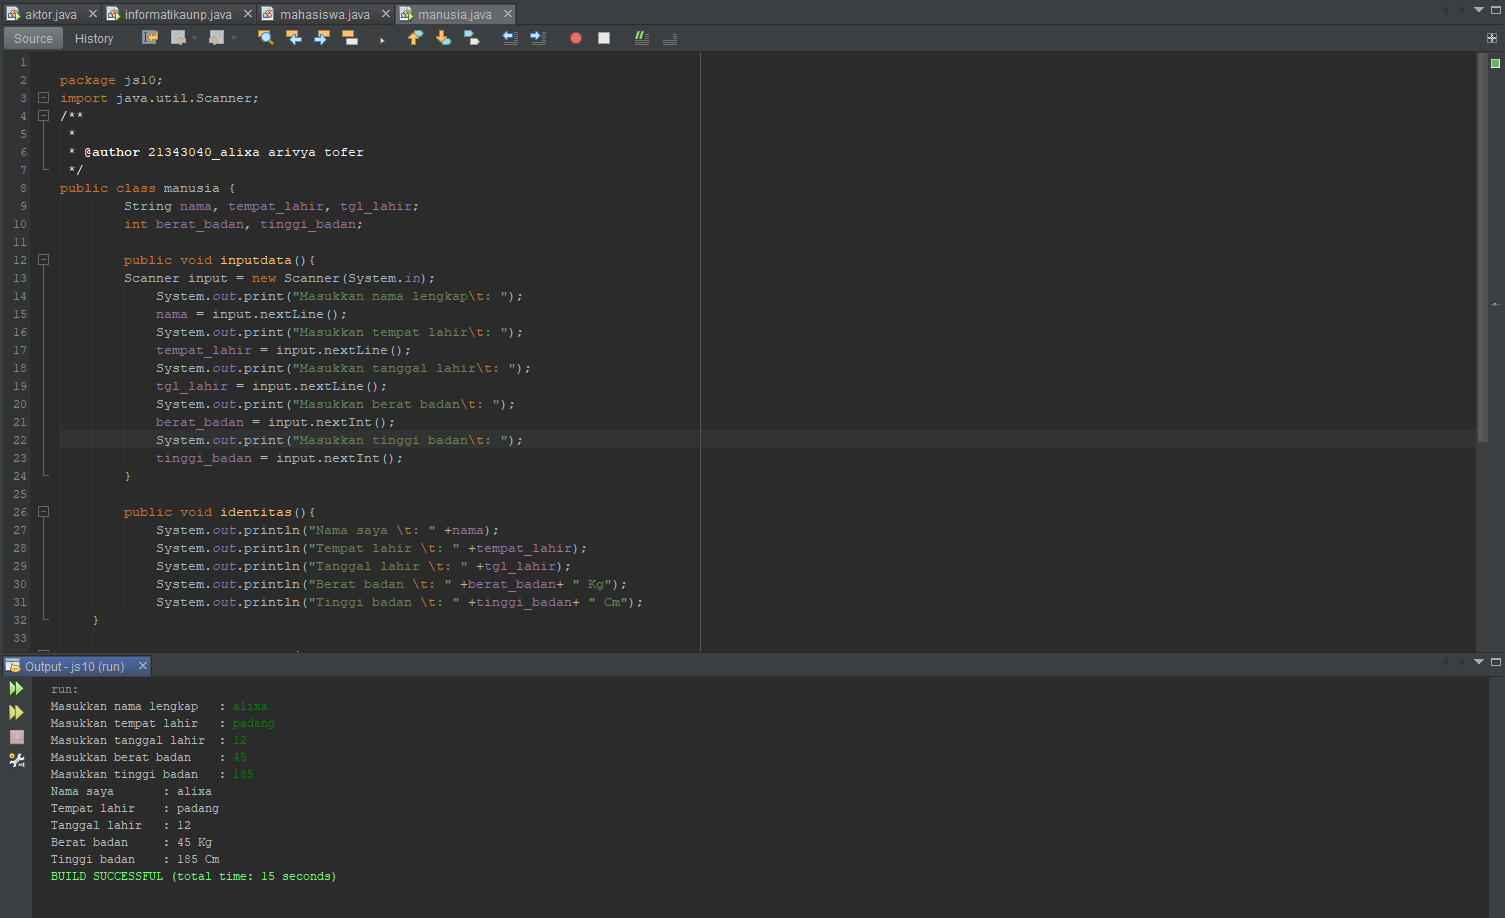 aktor.java informatikaunp.java mahasiswa.java manusia.java
Source History
1
2 package js10;
3 import java.util.Scanner;
4 /**
5 *
6 * @author 21343040_alixa arivya tofer
7 */
8 public class manusia {
9 String nama, tempat_lahir, tgl_lahir;
10 int berat_badan, tinggi_badan;
11
12 public void inputdata(){
13 Scanner input = new Scanner(System.in);
14 System.out.print("Masukkan nama lengkap\t: ");
15 nama = input.nextLine();
16 System.out.print("Masukkan tempat lahir\t: ");
17 tempat_lahir = input.nextLine();
18 System.out.print("Masukkan tanggal lahir\t: ");
19 tgl_lahir = input.nextLine();
20 System.out.print("Masukkan berat badan\t: ");
21 berat_badan = input.nextInt();
22 System.out.print("Masukkan tinggi badan\t: ");
23 tinggi_badan = input.nextInt();
24 }
25
26 public void identitas(){
27 System.out.println("Nama saya \t: " +nama);
28 System.out.println("Tempat lahir \t: " +tempat_lahir);
29 System.out.println("Tanggal lahir \t: " +tgl_lahir);
30 System.out.println("Berat badan \t: " +berat_badan+ " Kg");
31 System.out.println("Tinggi badan \t: " +tinggi_badan+ " Cm");
32 }
33
Output - js10 (run)
run:
Masukkan nama lengkap : alixa
Masukkan tempat lahir : padang
Masukkan tanggal lahir : 12
Masukkan berat badan : 45
Masukkan tinggi badan : 185
Nama saya : alixa
Tempat lahir : padang
Tanggal lahir : 12
Berat badan : 45 Kg
Tinggi badan : 185 Cm
BUILD SUCCESSFUL (total time: 15 seconds)